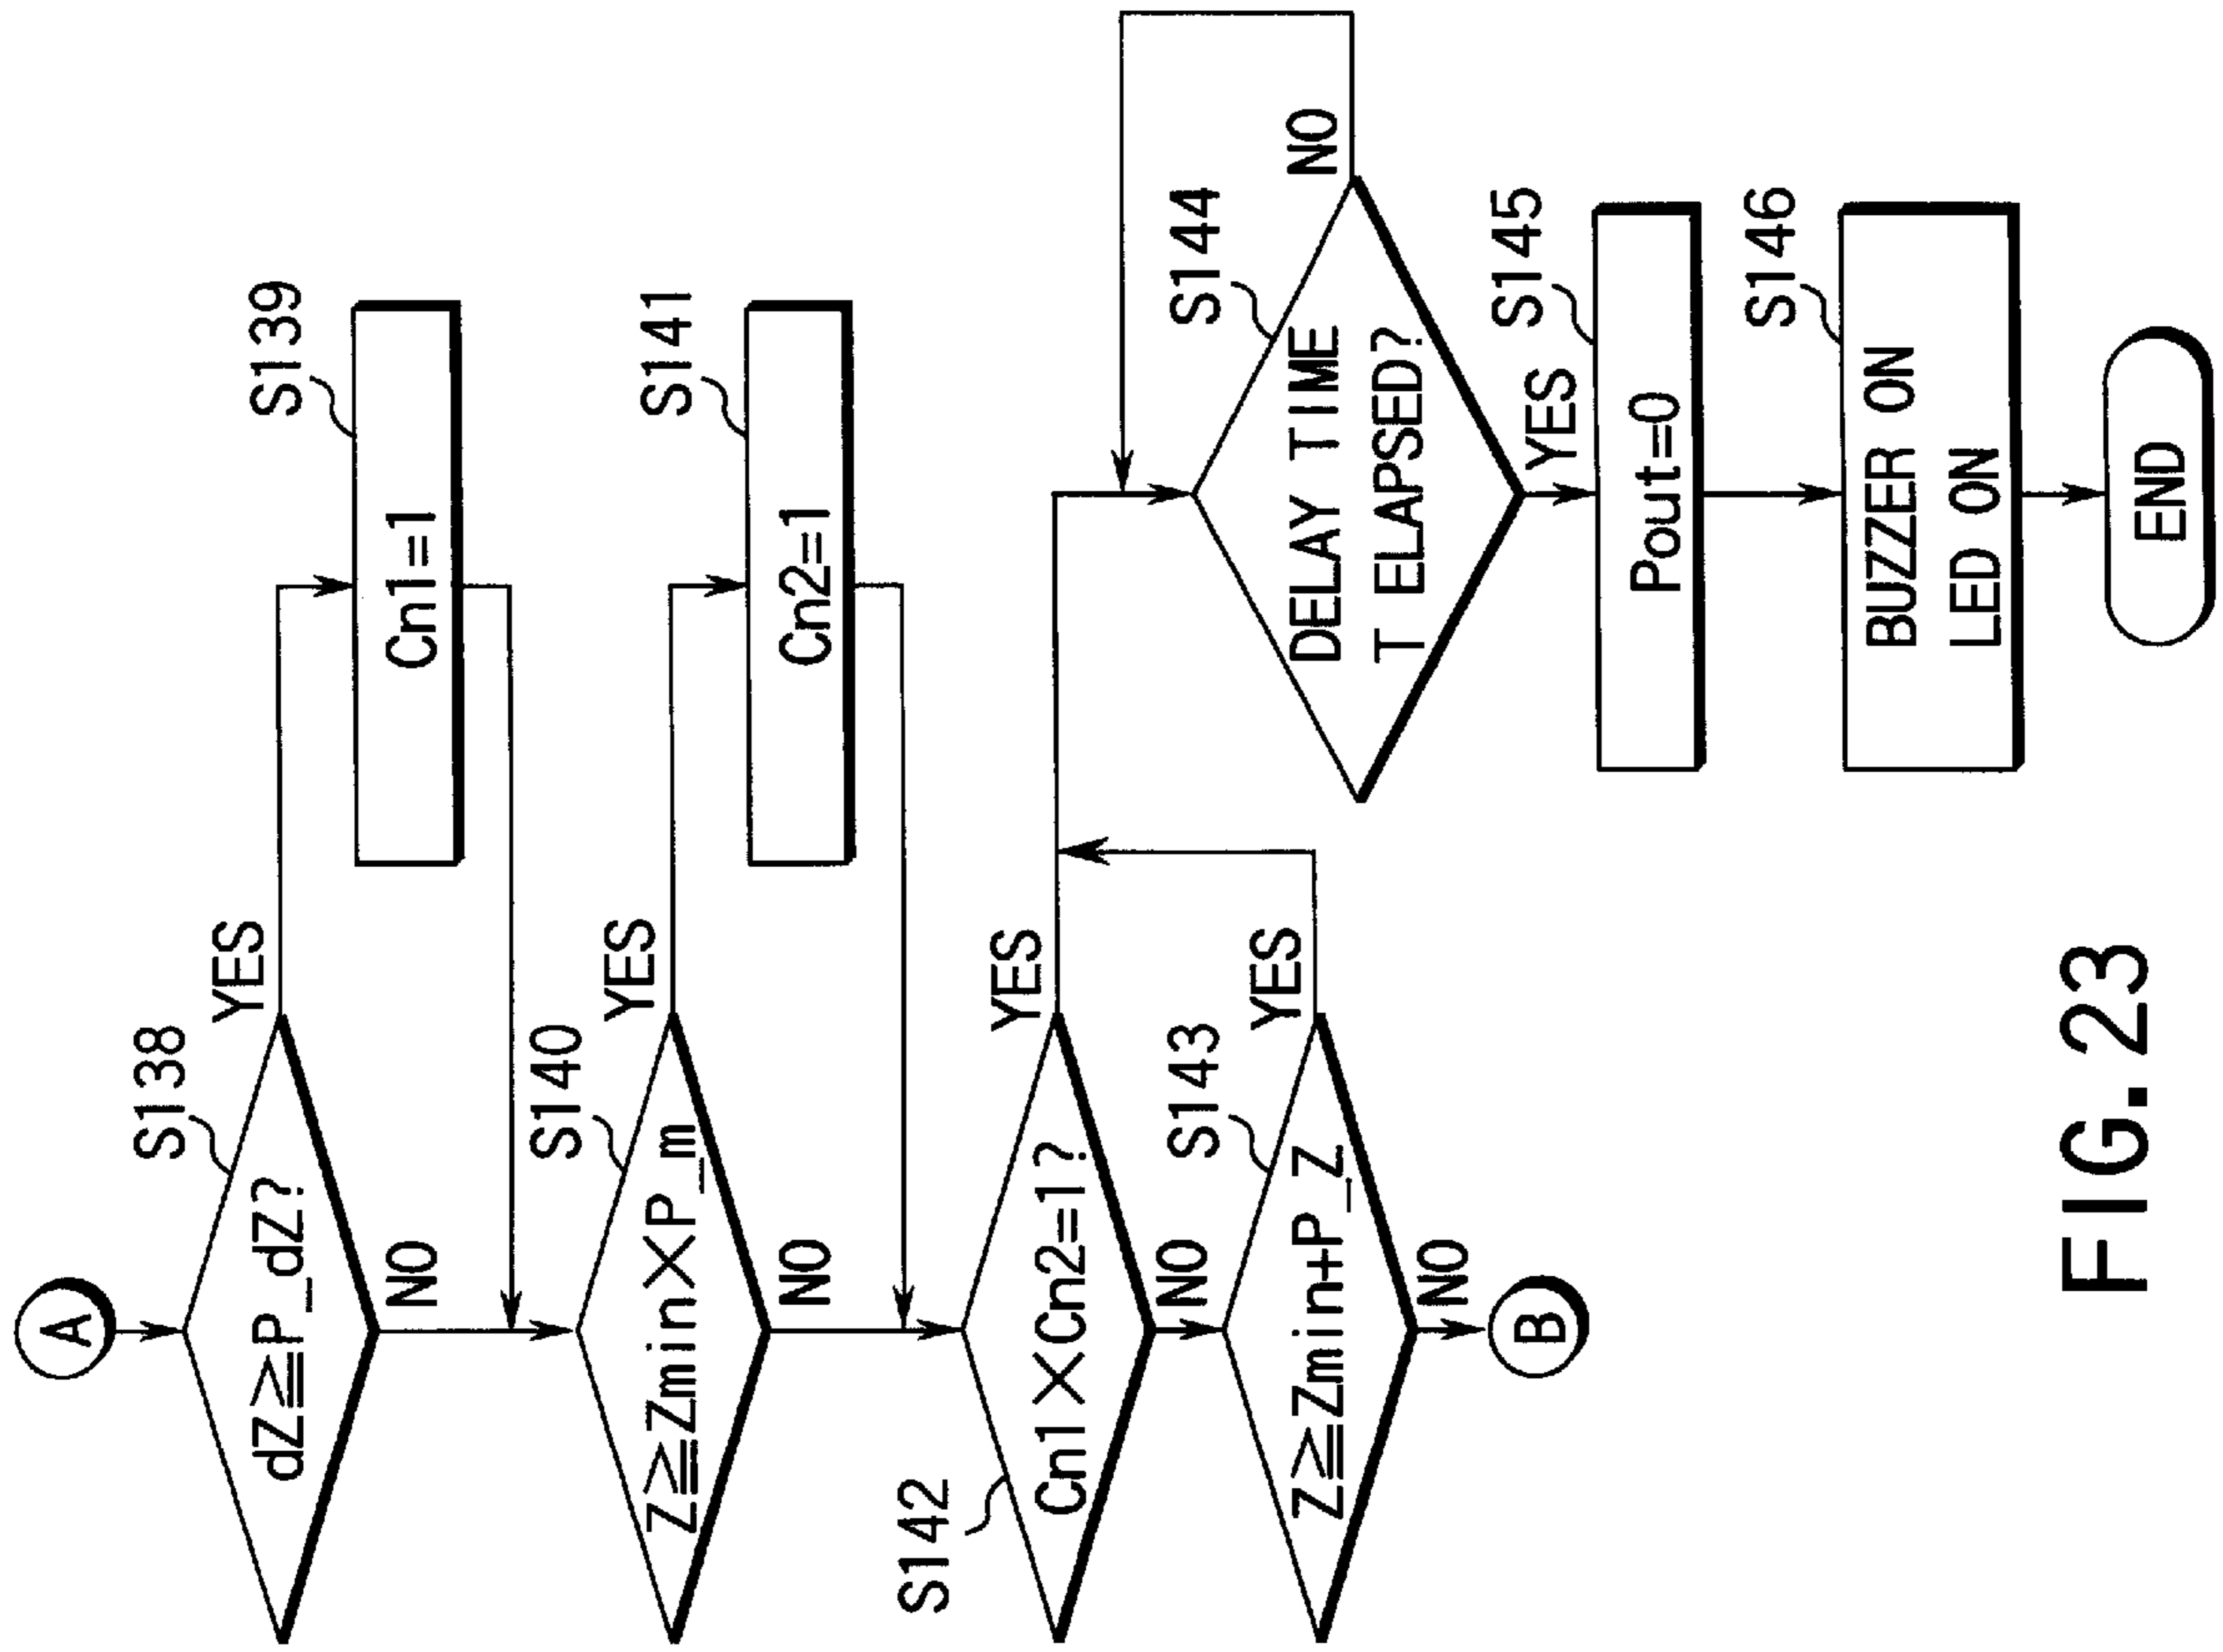 A
S138
dZ≧P_dZ?
YES
NO
S139
Cn1=1
S140
Z≧Zmin×P_m
YES
NO
S141
Cn2=1
S142
Cn1×Cn2=1?
YES
NO
S143
Z≧Zmin+P_Z
YES
NO
B
S144
DELAY TIME
T ELAPSED?
NO
YES
S145
Pout=0
S146
BUZZER ON
LED ON
END
FIG. 23